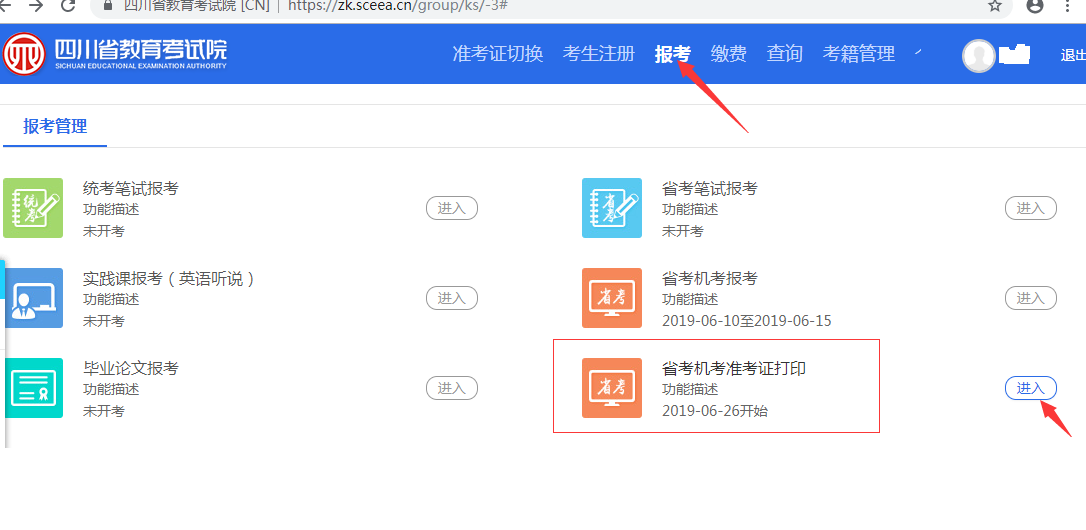 四川省教育考试院 [CN] | https://zk.sceea.cn/group/ks/-3#
四川省教育考试院 准考证切换 考生注册 报考 缴费 查询 考籍管理 退出
SICHUAN EDUCATIONAL EXAMINATION AUTHORITY
报考管理
统考
统考笔试报考
功能描述
未开考
进入
省考
省考笔试报考
功能描述
未开考
进入
实践课报考（英语听说）
功能描述
未开考
进入
省考
省考机考报考
功能描述
2019-06-10至2019-06-15
进入
毕业论文报考
功能描述
未开考
进入
省考
省考机考准考证打印
功能描述
2019-06-26开始
进入